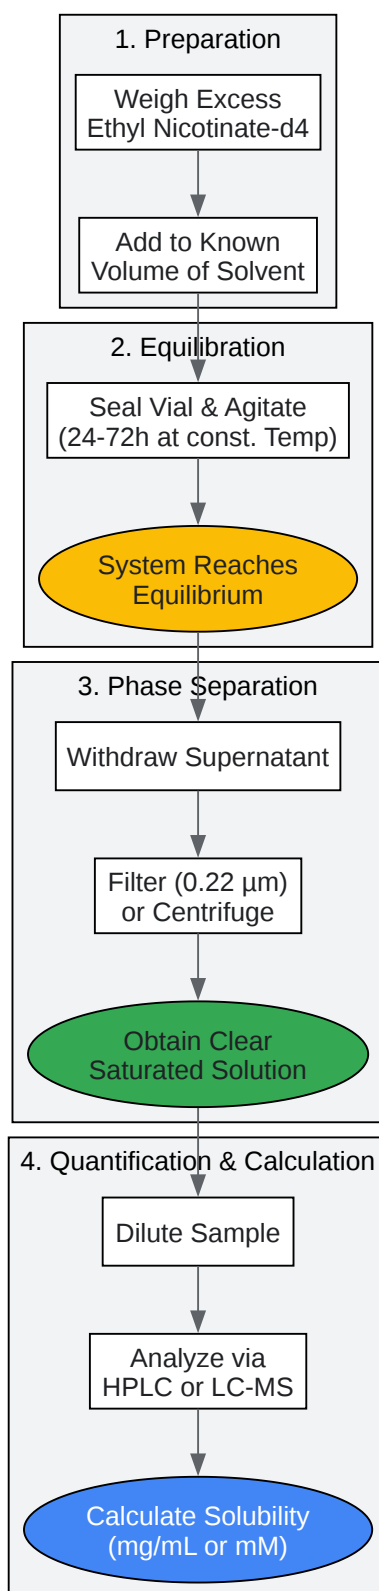 1. Preparation
Weigh Excess
Ethyl Nicotinate-d4
Add to Known
Volume of Solvent
2. Equilibration
Seal Vial & Agitate
(24-72h at const. Temp)
System Reaches
Equilibrium
3. Phase Separation
Withdraw Supernatant
Filter (0.22 µm)
or Centrifuge
Obtain Clear
Saturated Solution
4. Quantification & Calculation
Dilute Sample
Analyze via
HPLC or LC-MS
Calculate Solubility
(mg/mL or mM)